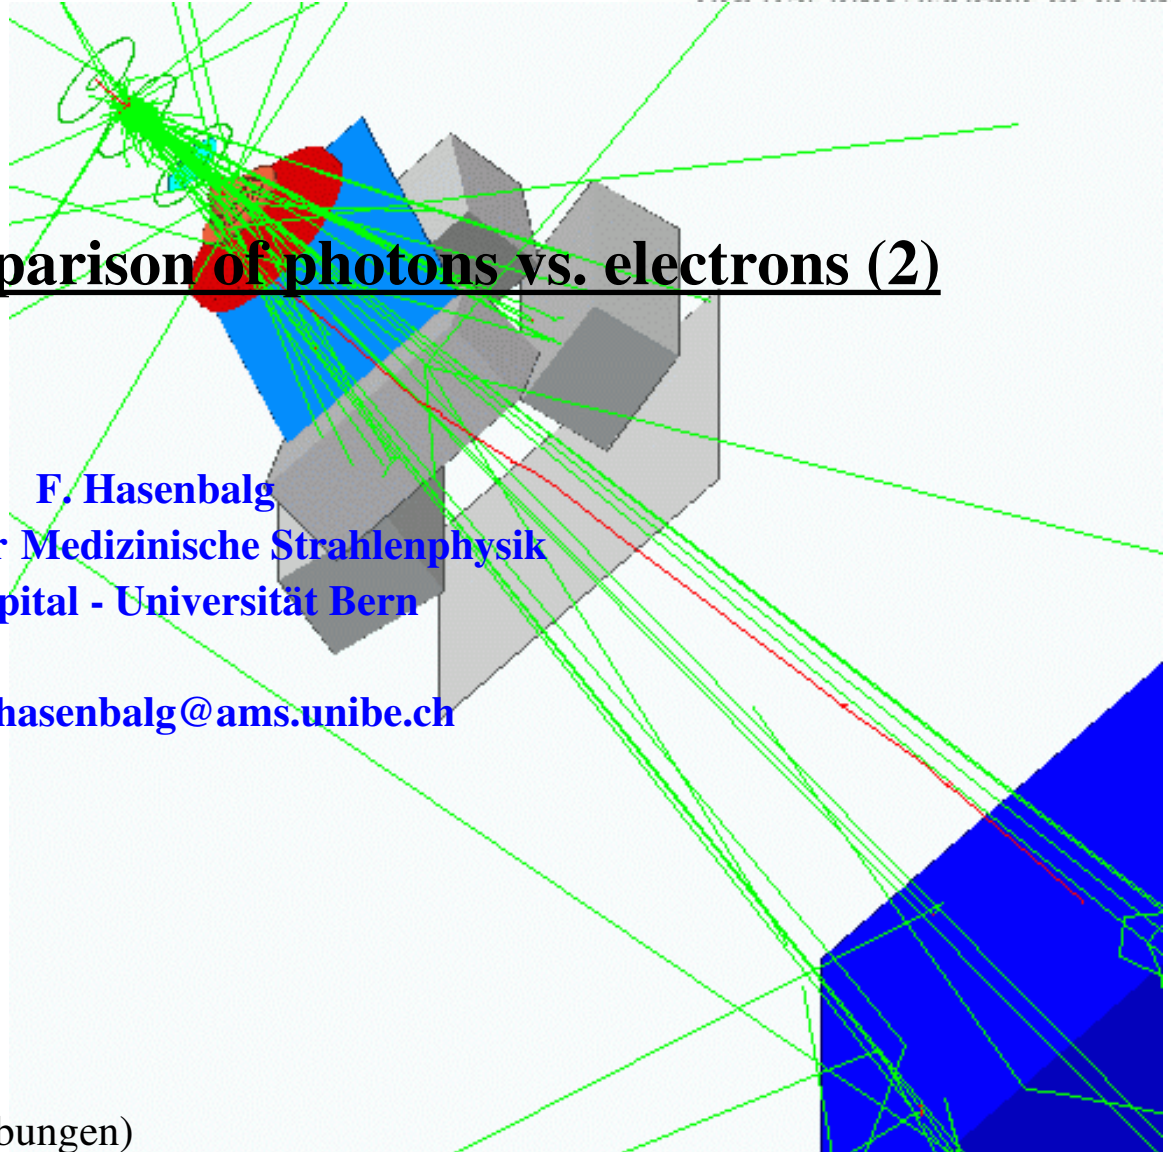 parison of photons vs. electrons (2)
F. Hasenbalg
r Medizinische Strahlenphysik
pital - Universität Bern
hasenbalg@ams.unibe.ch
bungen)